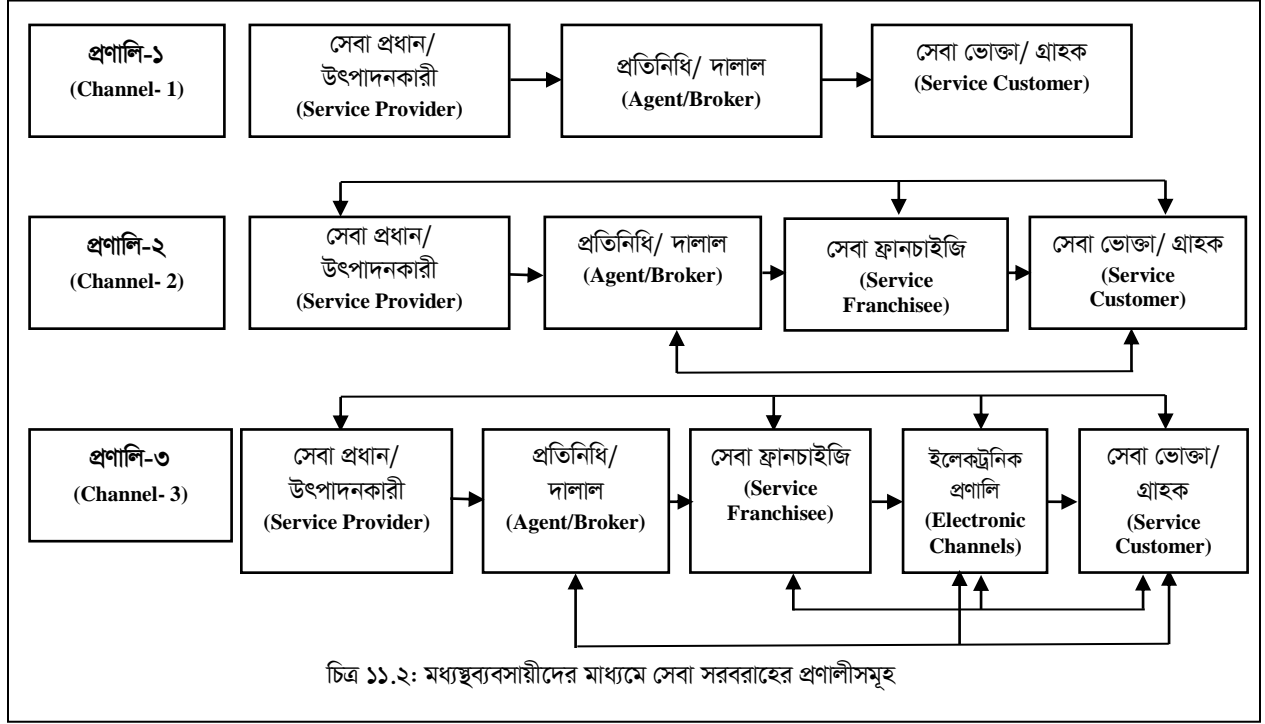 প্রণালি-১
(Channel- 1)
সেবা প্রধান/
উৎপাদনকারী
(Service Provider)
প্রতিনিধি/ দালাল
(Agent/Broker)
সেবা ভোক্তা/ গ্রাহক
(Service Customer)
প্রণালি-২
(Channel- 2)
সেবা প্রধান/
উৎপাদনকারী
(Service Provider)
প্রতিনিধি/ দালাল
(Agent/Broker)
সেবা ফ্রানচাইজি
(Service
Franchisee)
সেবা ভোক্তা/ গ্রাহক
(Service
Customer)
প্রণালি-৩
(Channel- 3)
সেবা প্রধান/
উৎপাদনকারী
(Service Provider)
প্রতিনিধি/
দালাল
(Agent/Broker)
সেবা ফ্রানচাইজি
(Service
Franchisee)
ইলেকট্রনিক
প্রণালি
(Electronic
Channels)
সেবা ভোক্তা/
গ্রাহক
(Service
Customer)
চিত্র ১১.২: মধ্যস্থব্যবসায়ীদের মাধ্যমে সেবা সরবরাহের প্রণালীসমূহ